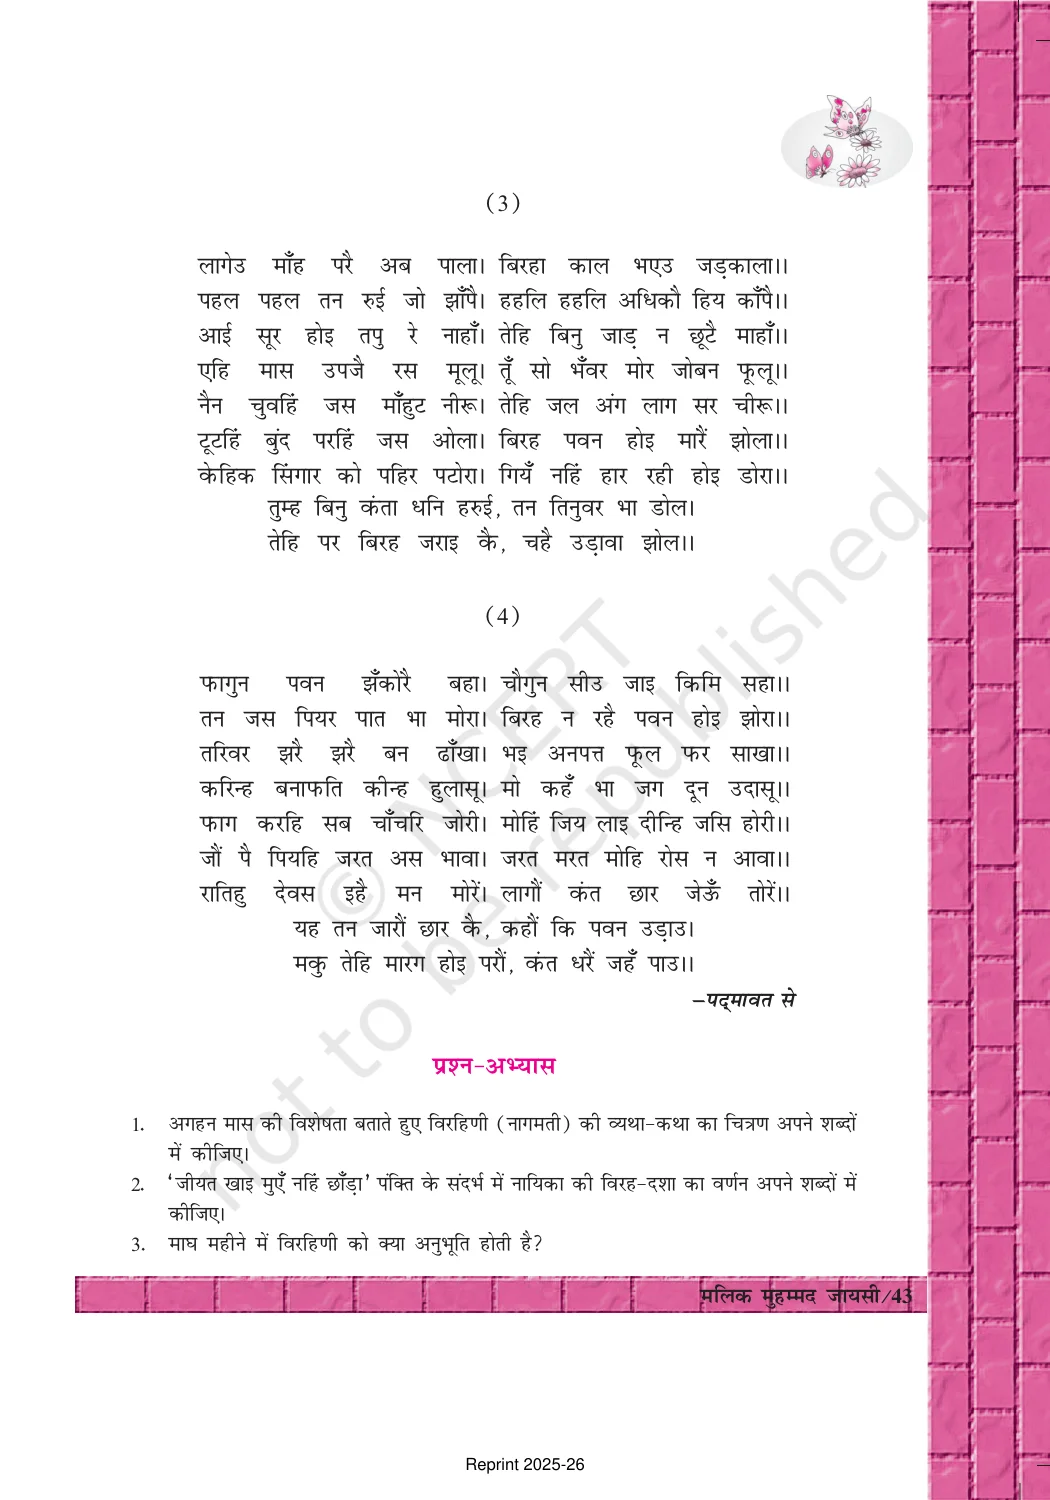 (3)
लागेउ माँह परै अब पाला। बिरहा काल भएउ जड़काला।।
पहल पहल तन रुई जो झाँपै। हहलि हहलि अधिकौ हिय काँपै।।
आई सूर होइ तपु रे नाहाँ। तेहि बिनु जाड़ न छूटै माहाँ।।
एहि मास उपजै रस मूलू। तूँ सो भँवर मोर जोबन फूलू।।
नैन चुवहिं जस माँहुट नीरू। तेहि जल अंग लाग सर चीरू।।
टूटहिं बुंद परहिं जस ओला। बिरह पवन होइ मारैं झोला।।
केहिक सिंगार को पहिर पटोरा। गियँ नहिं हार रही होइ डोरा।।
तुम्ह बिनु कंता धनि हरुई, तन तिनुवर भा डोल।
तेहि पर बिरह जराइ कै, चहै उड़ावा झोल।।
(4)
फागुन पवन झँकोरै बहा। चौगुन सीउ जाइ किमि सहा।।
तन जस पियर पात भा मोरा। बिरह न रहै पवन होइ झोरा।।
तरिवर झरै झरै बन ढाँखा। भइ अनपत्त फूल फर साखा।।
करिन्ह बनाफति कीन्ह हुलासू। मो कहँ भा जग दून उदासू।।
फाग करहि सब चाँचरि जोरी। मोहिं जिय लाइ दीन्हि जसि होरी।।
जौं पै पियहि जरत अस भावा। जरत मरत मोहि रोस न आवा।।
रातिहु देवस इहै मन मोरें। लागौं कंत छार जेऊँ तोरें।।
यह तन जारौं छार कै, कहौं कि पवन उड़ाउ।
मकु तेहि मारग होइ परौं, कंत धरैं जहँ पाउ।।
–पद्मावत से
प्रश्न-अभ्यास
1. अगहन मास की विशेषता बताते हुए विरहिणी (नागमती) की व्यथा-कथा का चित्रण अपने शब्दों
में कीजिए।
2. ‘जीयत खाइ मुएँ नहिं छाँड़ा’ पंक्ति के संदर्भ में नायिका की विरह-दशा का वर्णन अपने शब्दों में
कीजिए।
3. माघ महीने में विरहिणी को क्या अनुभूति होती है?
मलिक मुहम्मद जायसी/43
© NCERT
not to be republished
Reprint 2025-26